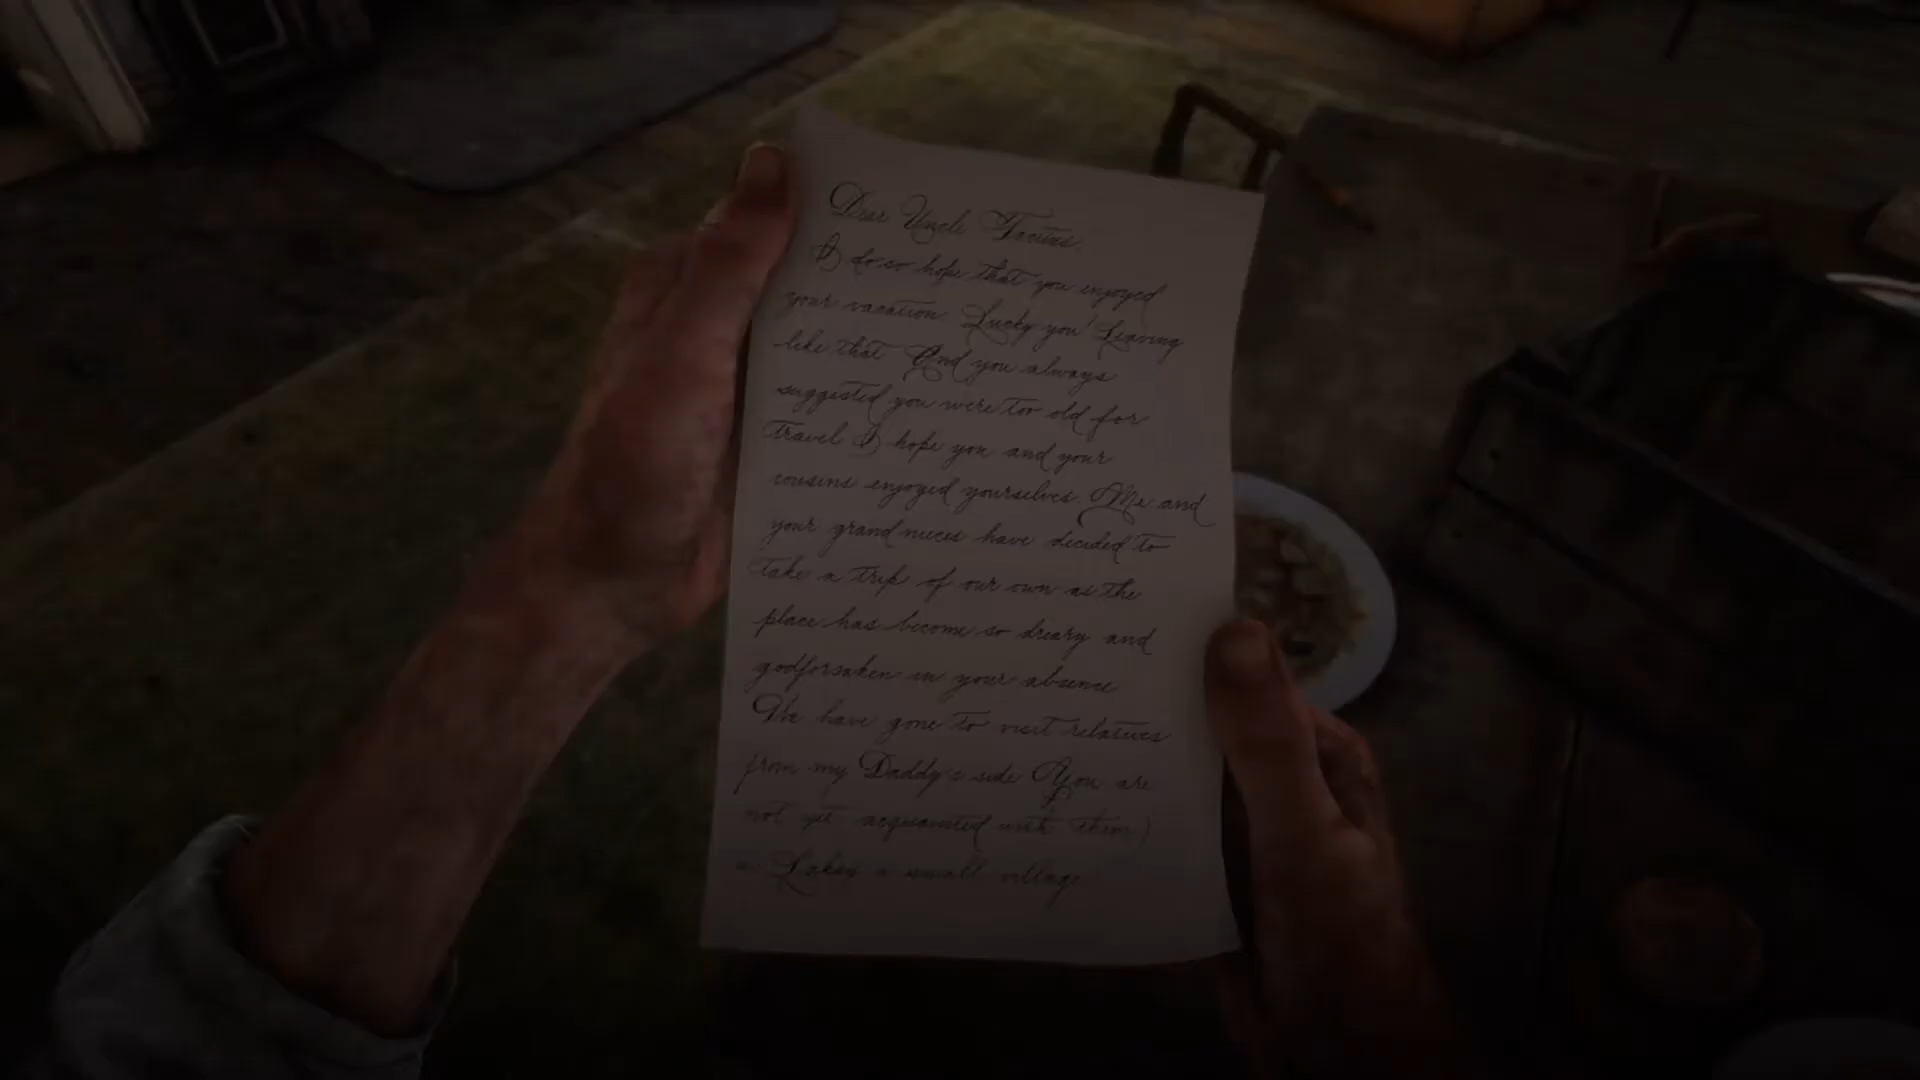 Dear Uncle Tacitus
I do so hope that you enjoyed
your vacation. Lucky you! Leaving
like that. And you always
suggested you were too old for
travel. I hope you and your
cousins enjoyed yourselves. Me and
your grand nieces have decided to
take a trip of our own as the
place has become so dreary and
godforsaken in your absence
We have gone to visit relatives
from my Daddy's side (You are
not yet acquainted with them)
Lakay a small village